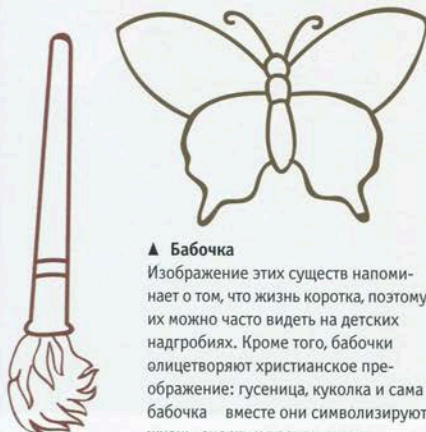 ▲ Бабочка
Изображение этих существ напоми-
нает о том, что жизнь коротка, поэтому
их можно часто видеть на детских
надгробиях. Кроме того, бабочки
олицетворяют христианское пре-
ображение: гусеница, куколка и сама
бабочка вместе они символизируют